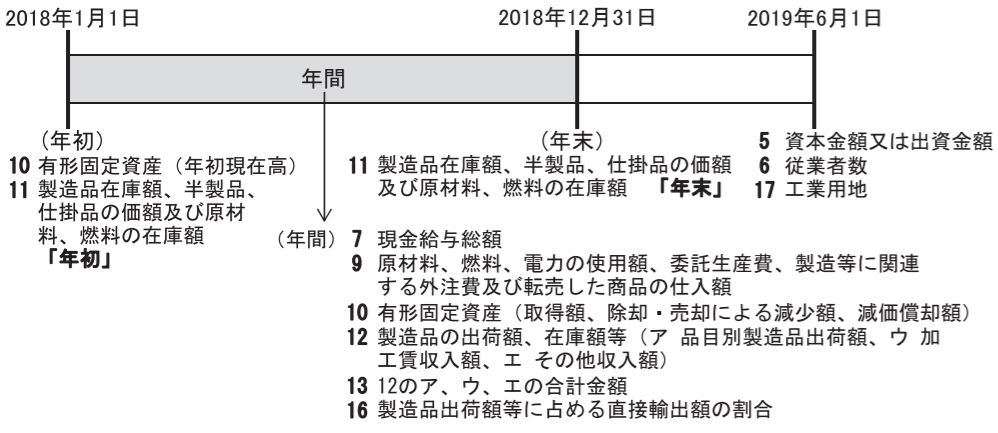 2018年1月1日
2018年12月31日
2019年6月1日
年間
（年初）
10 有形固定資産（年初現在高）
11 製造品在庫額、半製品、
仕掛品の価額及び原材
料、燃料の在庫額
「年初」
（年末）
11 製造品在庫額、半製品、仕掛品の価額
及び原材料、燃料の在庫額 「年末」
5 資本金額又は出資金額
6 従業者数
17 工業用地
（年間） 7 現金給与総額
9 原材料、燃料、電力の使用額、委託生産費、製造等に関連
する外注費及び転売した商品の仕入額
10 有形固定資産（取得額、除却・売却による減少額、減価償却額）
12 製造品の出荷額、在庫額等（ア 品目別製造品出荷額、ウ 加
工賃収入額、エ その他収入額）
13 12のア、ウ、エの合計金額
16 製造品出荷額等に占める直接輸出額の割合